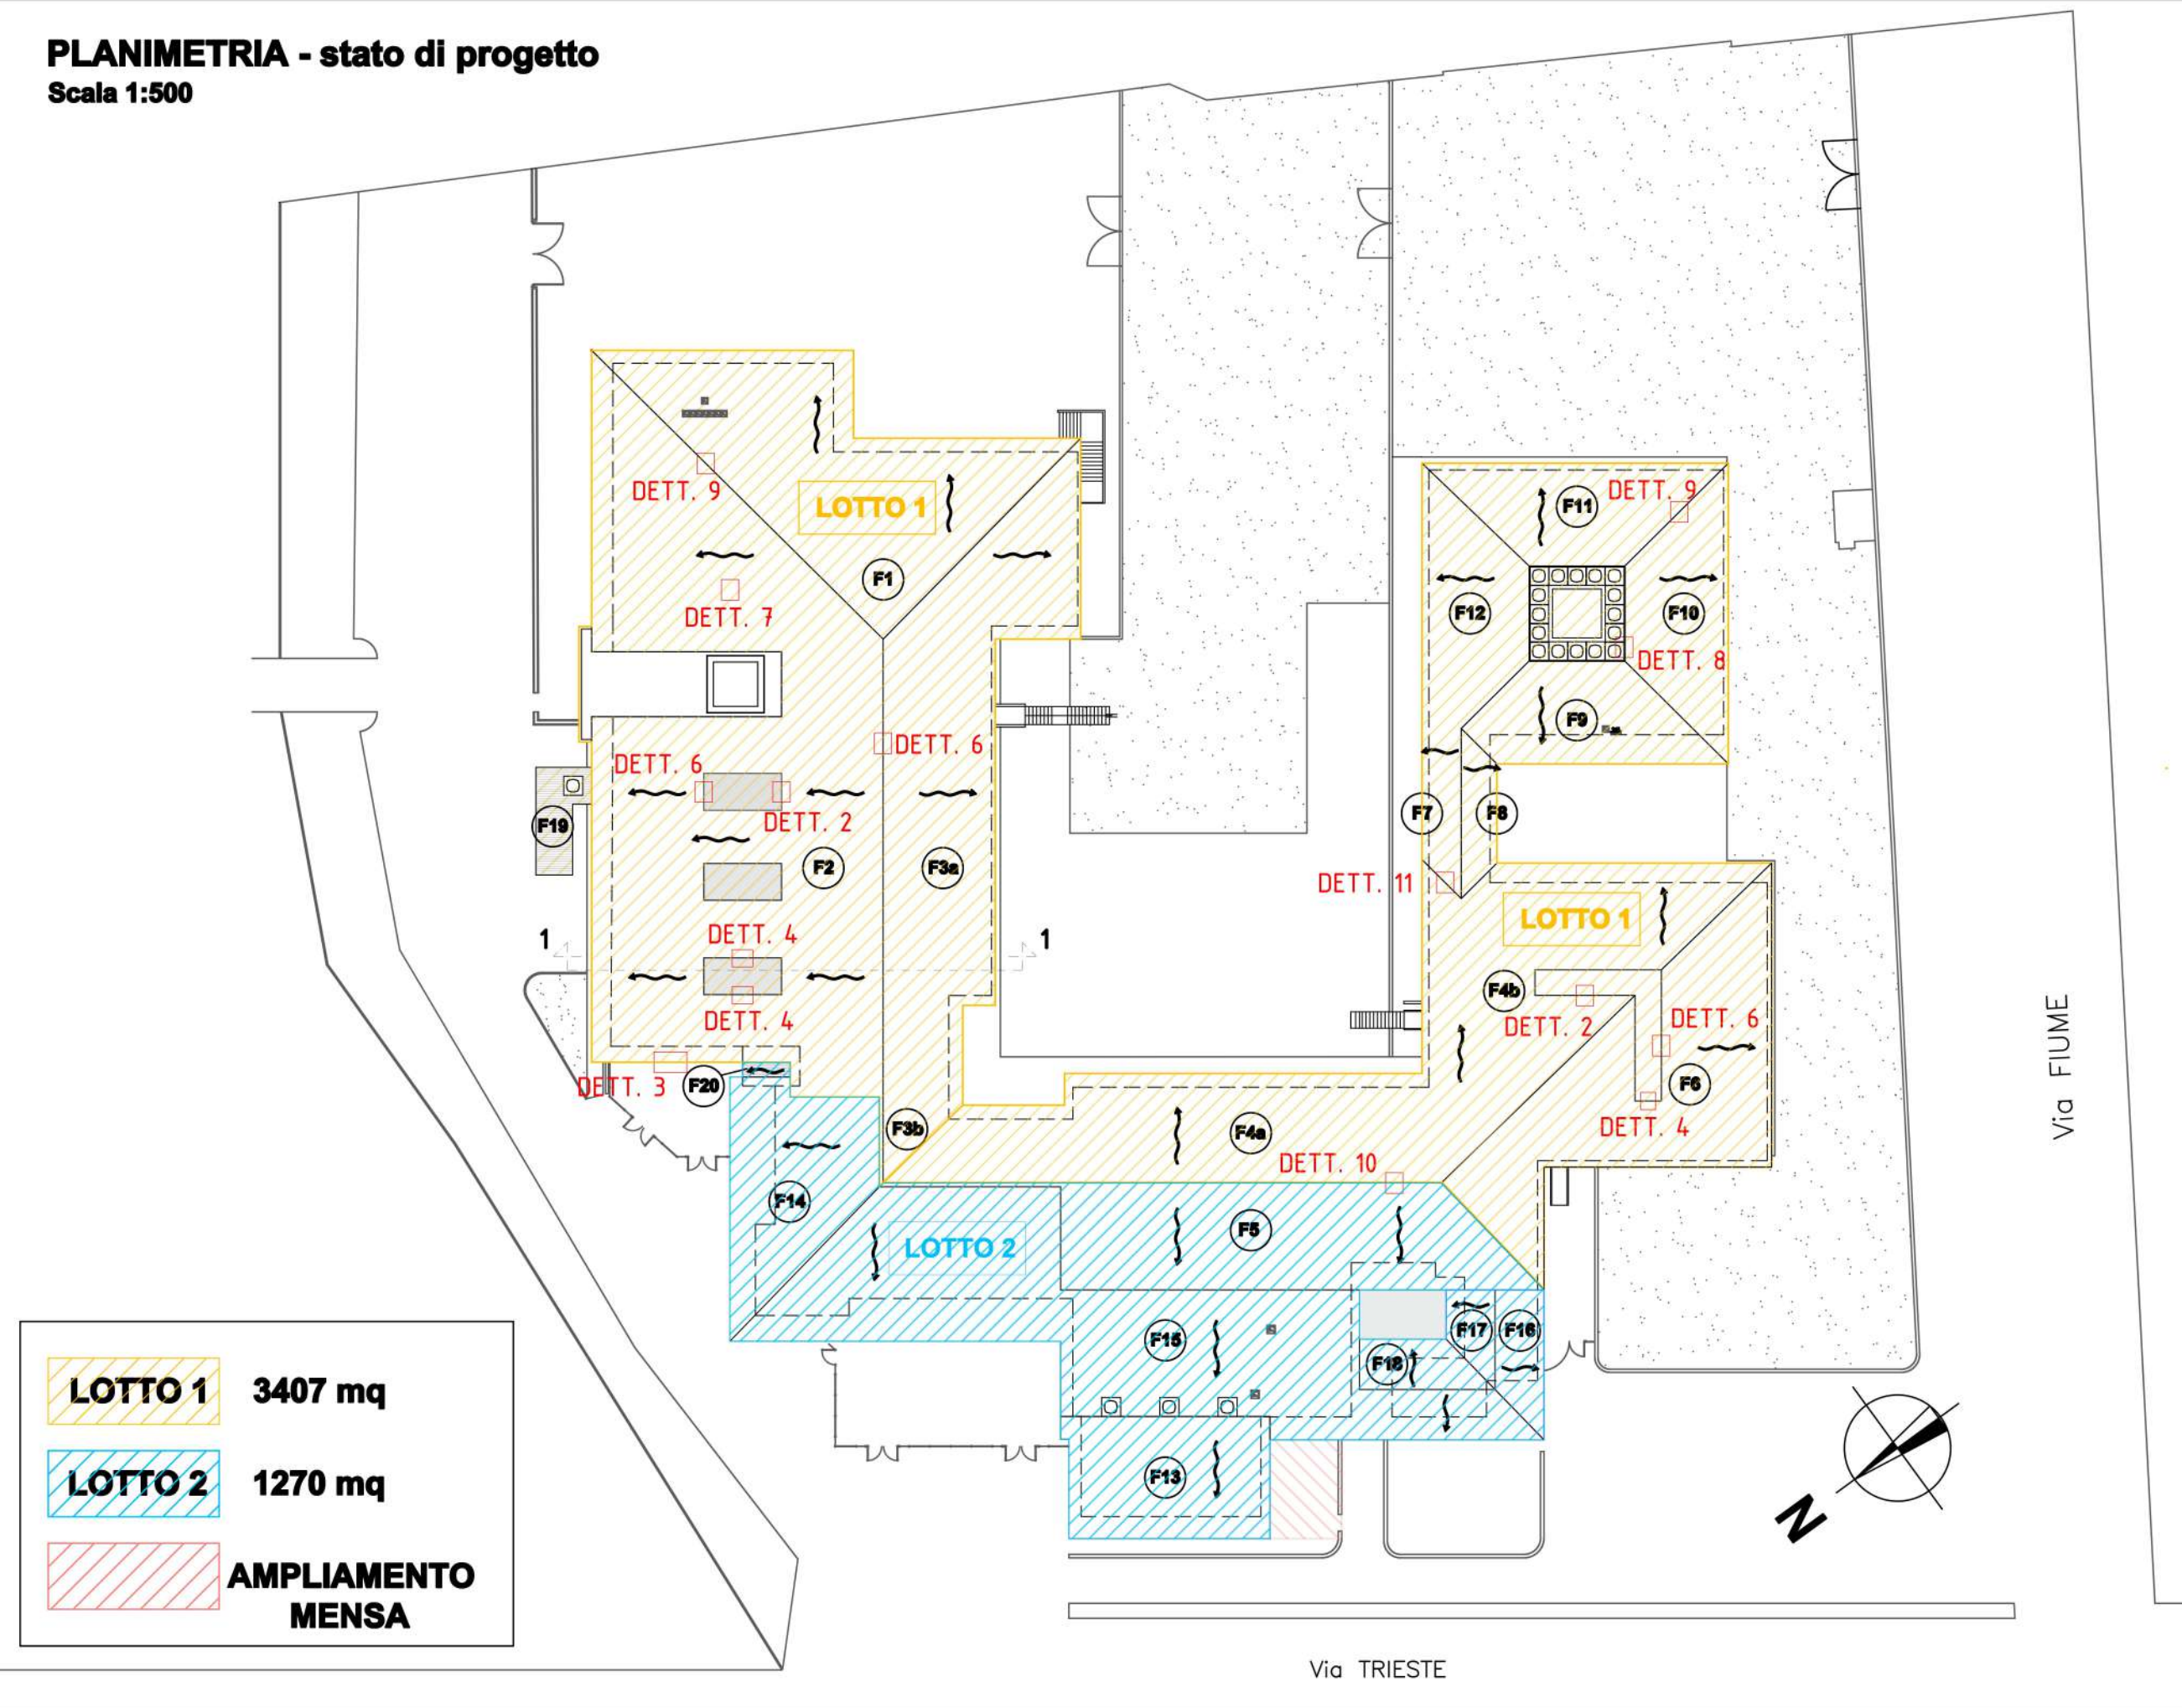 PLANIMETRIA - stato di progetto
Scala 1:500
DETT. 9
LOTTO 1
F1
DETT. 7
DETT. 6
DETT. 6
DETT. 2
F19
F2
F3a
DETT. 4
1
1
DETT. 4
DETT. 3
F20
F3b
F14
LOTTO 2
F11
DETT. 9
F12
F10
DETT. 8
F9
F7
F8
DETT. 11
LOTTO 1
F4b
DETT. 2
DETT. 6
F6
DETT. 4
F4a
DETT. 10
F5
F15
F17
F16
F18
F13
Via FIUME
N
LOTTO 1
3407 mq
LOTTO 2
1270 mq
AMPLIAMENTO
MENSA
Via TRIESTE